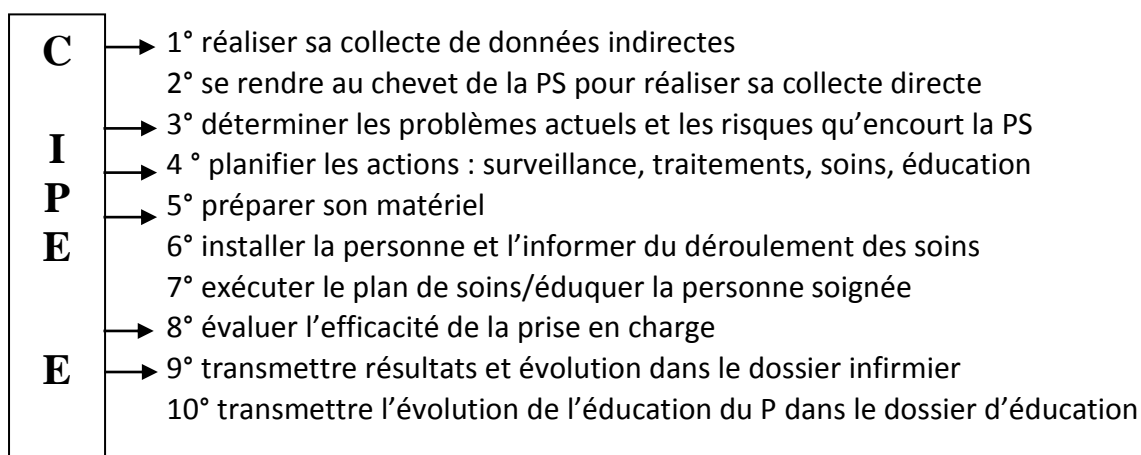 C 1° réaliser sa collecte de données indirectes
2° se rendre au chevet de la PS pour réaliser sa collecte directe
I 3° déterminer les problèmes actuels et les risques qu’encourt la PS
P 4 ° planifier les actions : surveillance, traitements, soins, éducation
E 5° préparer son matériel
6° installer la personne et l’informer du déroulement des soins
7° exécuter le plan de soins/éduquer la personne soignée
8° évaluer l’efficacité de la prise en charge
E 9° transmettre résultats et évolution dans le dossier infirmier
10° transmettre l’évolution de l’éducation du P dans le dossier d’éducation